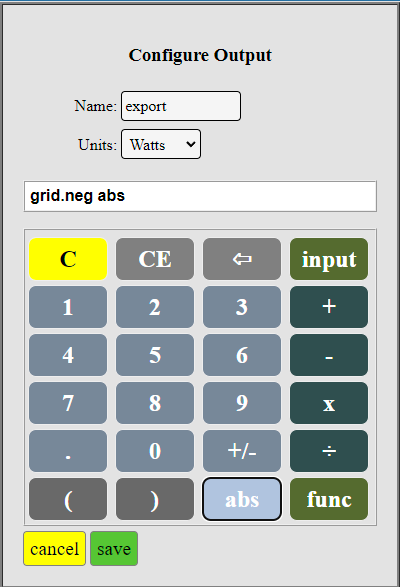 Configure Output
Name: export
Units: Watts
grid.neg abs
C CE ⇦ input
1 2 3 +
4 5 6 -
7 8 9 x
. 0 +/- ÷
( ) abs func
cancel save